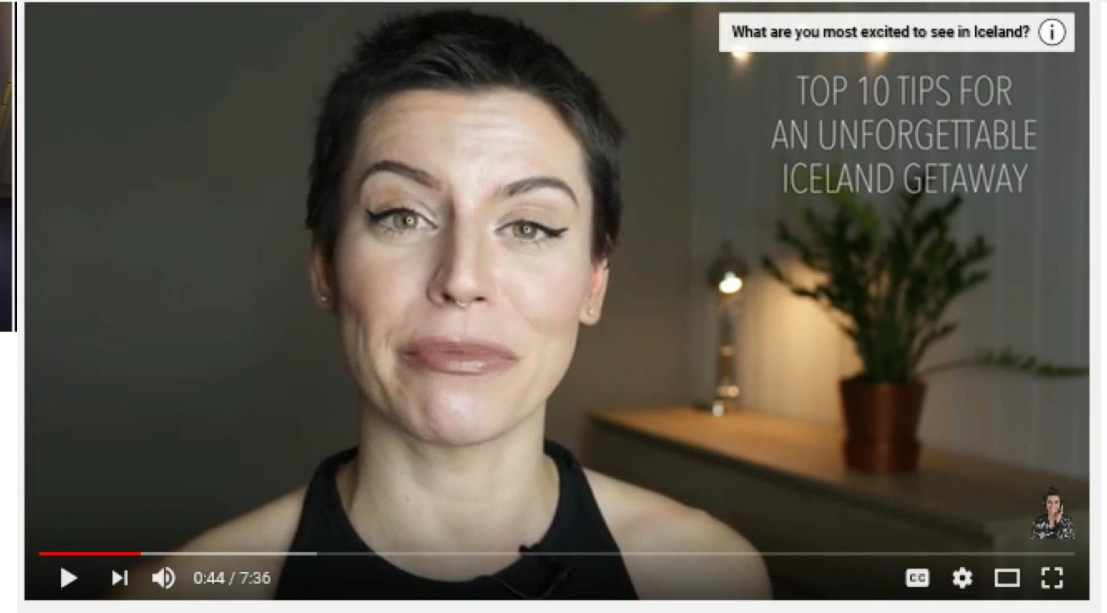 What are you most excited to see in Iceland?
TOP 10 TIPS FOR
AN UNFORGETTABLE
ICELAND GETAWAY
0:44 / 7:36
CC